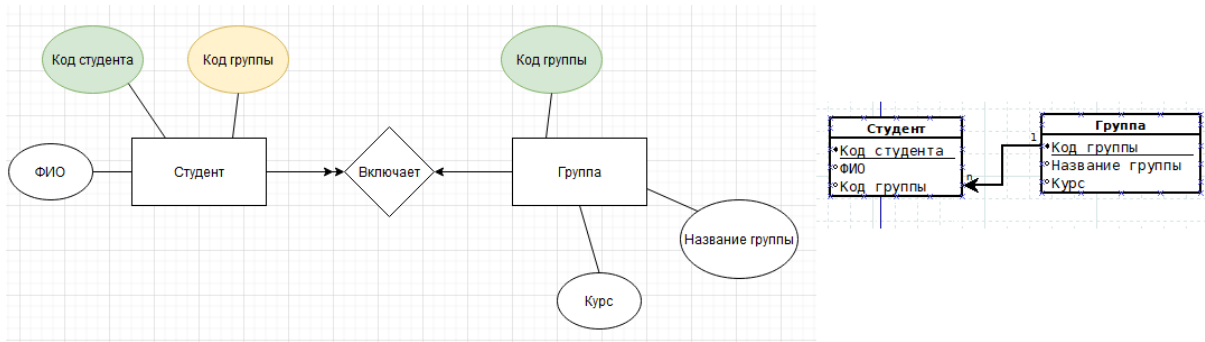 Код студента
Код группы
Код группы
ФИО
Студент
Включает
Группа
Название группы
Курс
Студент
Код студента
ФИО
Код группы
n
1
Группа
Код группы
Название группы
Курс